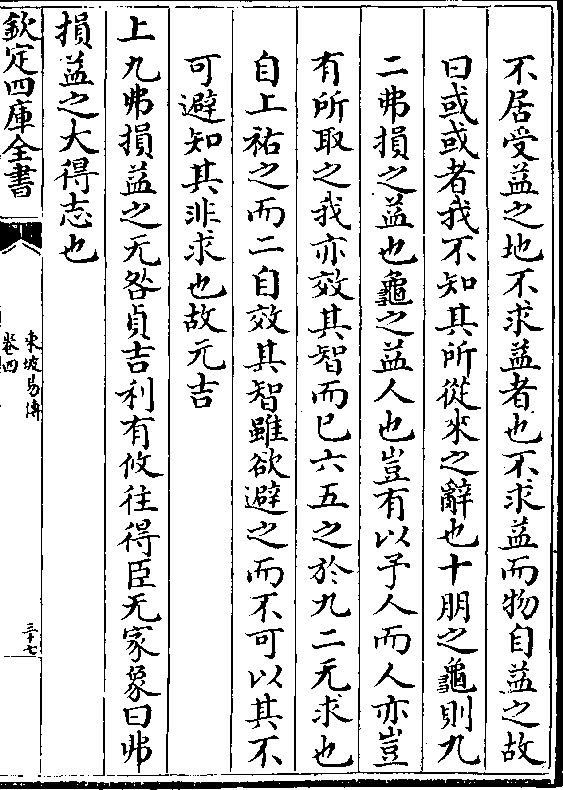 不居受益之地不求益者也不求益而物自益之故
曰或或者我不知其所從來之辭也十朋之龜則九
二弗損之益也龜之益人也豈有以予人而人亦豈
有所取之我亦效其智而已六五之於九二无求也
自上祐之而二自效其智雖欲避之而不可以其不
可避知其非求也故元吉
上九弗損益之无咎貞吉利有攸往得臣无家象曰弗
損益之大得志也
欽定四庫全書
東坡易傳
卷四
三十七